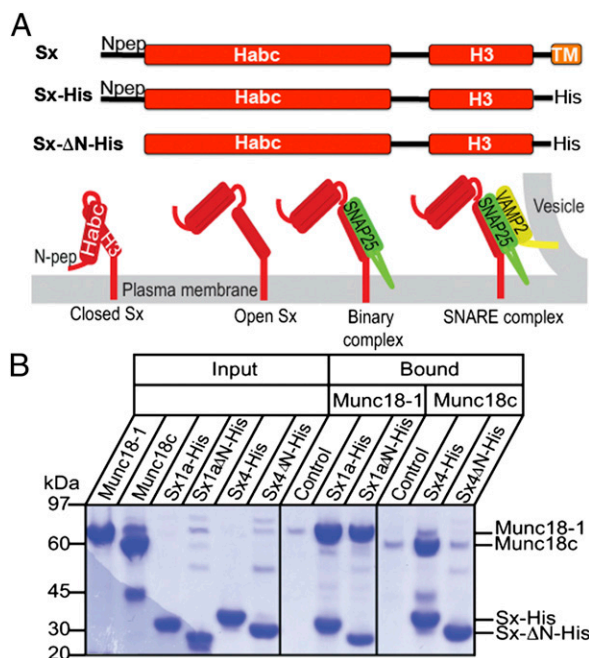 A
Sx Npep Habc H3 TM
Sx-His Npep Habc H3 His
Sx-ΔN-His Habc H3 His
N-pep Habc H3
SNAP25
SNAP25 VAMP2
Vesicle
Plasma membrane
Closed Sx Open Sx Binary complex SNARE complex
B
Input Bound
Munc18-1 Munc18c
Munc18-1 Munc18c Sx1a-His Sx1aΔN-His Sx4-His Sx4ΔN-His Control Sx1a-His Sx1aΔN-His Control Sx4-His Sx4ΔN-His
kDa
97
60
45
30
20
Munc18-1
Munc18c
Sx-His
Sx-ΔN-His